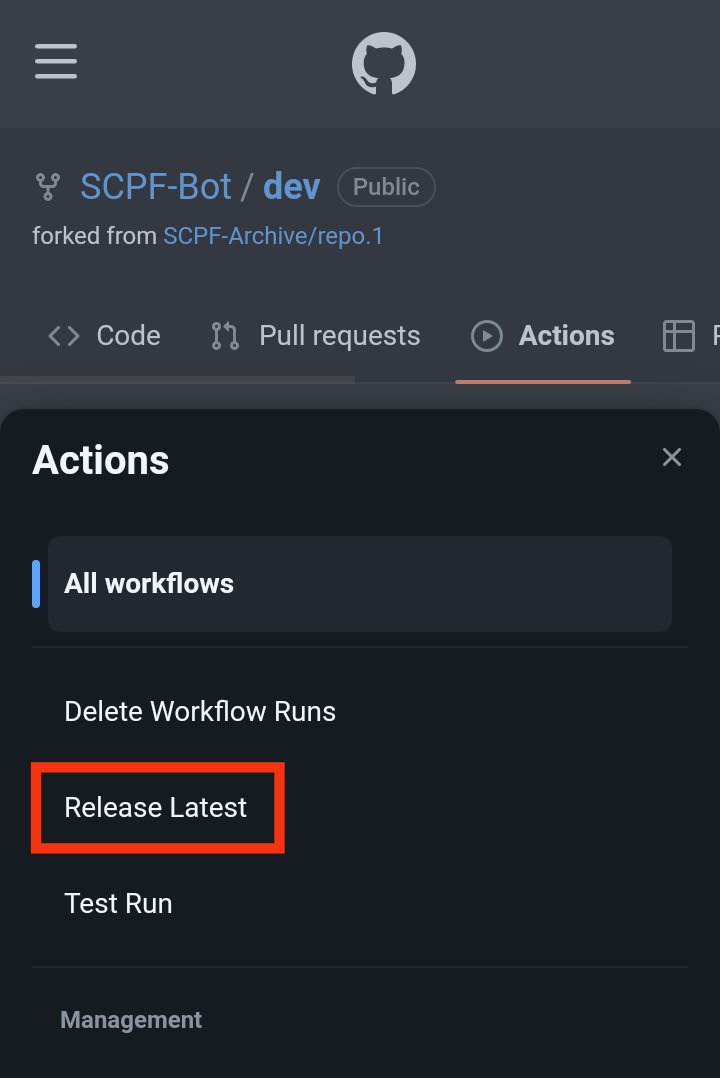 SCPF-Bot / dev Public
forked from SCPF-Archive/repo.1
Code Pull requests Actions
Actions
All workflows
Delete Workflow Runs
Release Latest
Test Run
Management